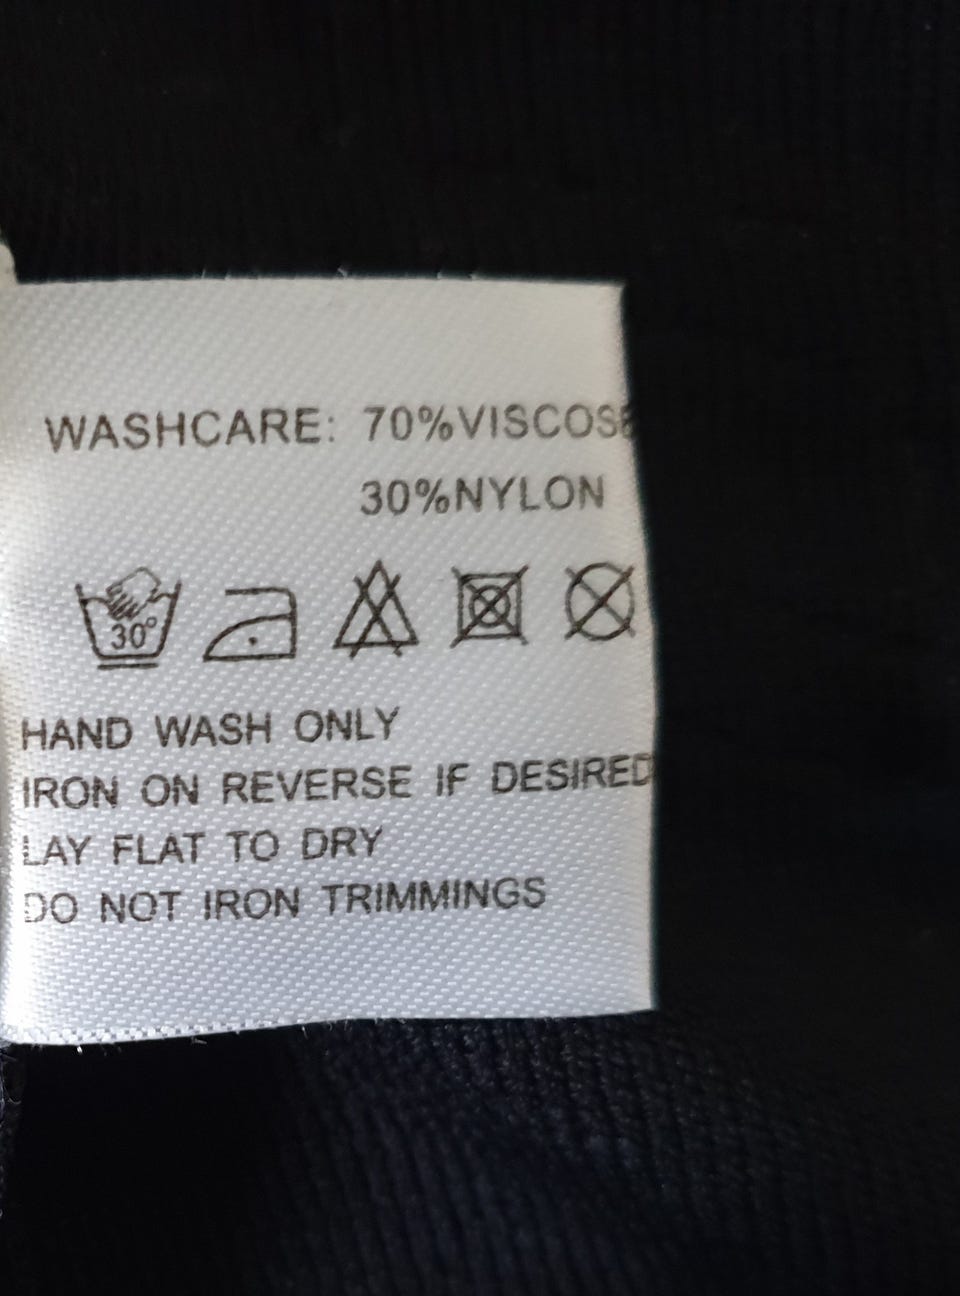 WASHCARE: 70%VISCOSE
30%NYLON
30°
HAND WASH ONLY
IRON ON REVERSE IF DESIRED
LAY FLAT TO DRY
DO NOT IRON TRIMMINGS